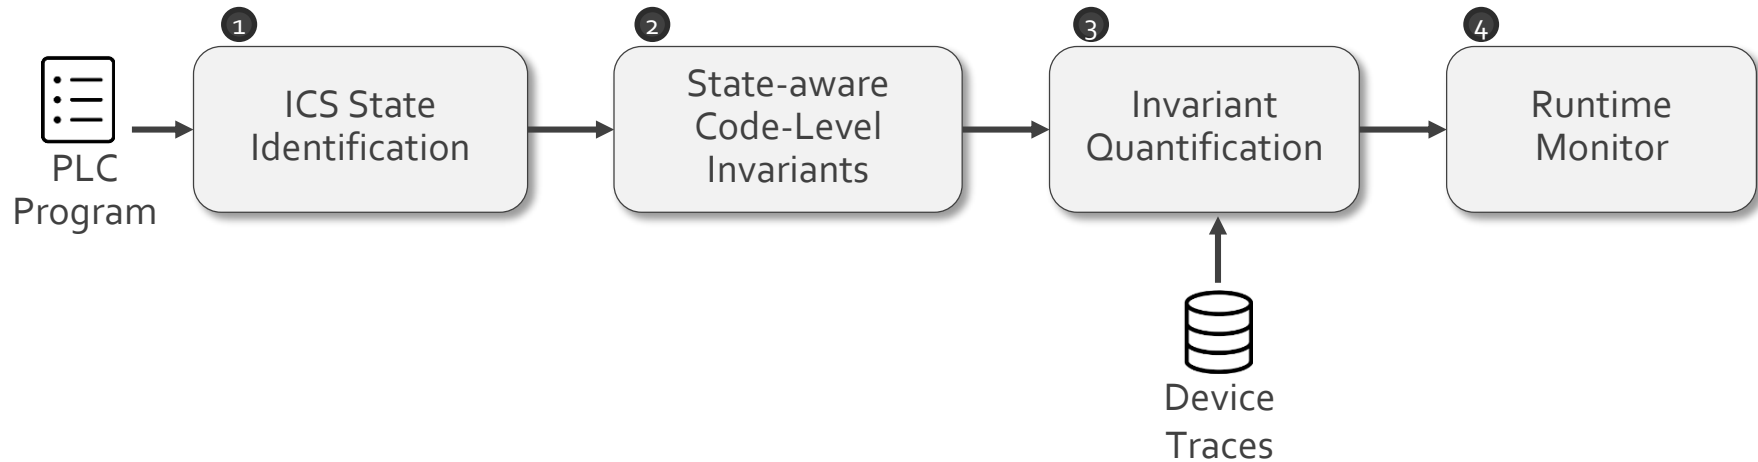 1
2
3
4
PLC
Program
ICS State
Identification
State-aware
Code-Level
Invariants
Invariant
Quantification
Runtime
Monitor
Device
Traces